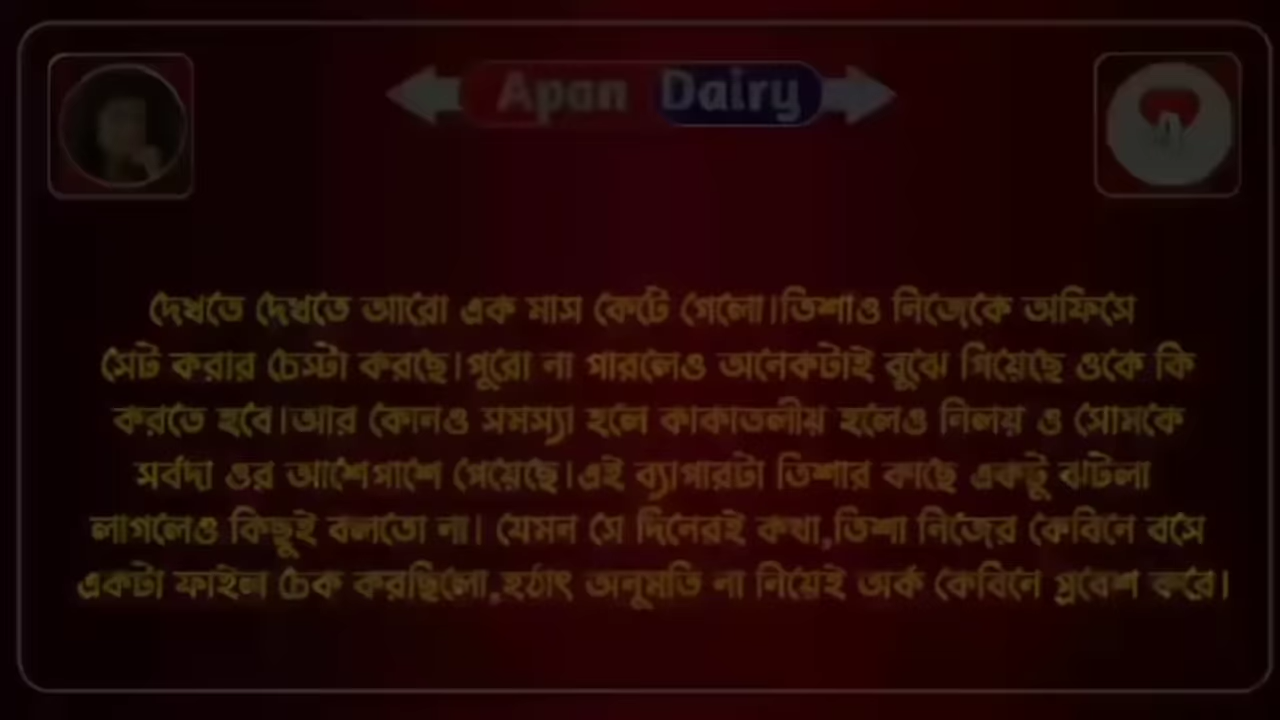 Apan Dairy
দেখতে দেখতে আরো এক মাস কেটে গেলো।তিশাও নিজেকে অফিসে
সেট করার চেস্টা করছে।পুরো না পারলেও অনেকটাই বুঝে গিয়েছে ওকে কি
করতে হবে।আর কোনও সমস্যা হলে কাকাতলীয় হলেও নিলয় ও সোমকে
সর্বদা ওর আশেপাশে পেয়েছে।এই ব্যাপারটা তিশার কাছে একটু ঝটলা
লাগলেও কিছুই বলতো না। যেমন সে দিনেরই কথা,তিশা নিজের কেবিনে বসে
একটা ফাইল চেক করছিলো,হঠাৎ অনুমতি না নিয়েই অর্ক কেবিনে প্রবেশ করে।